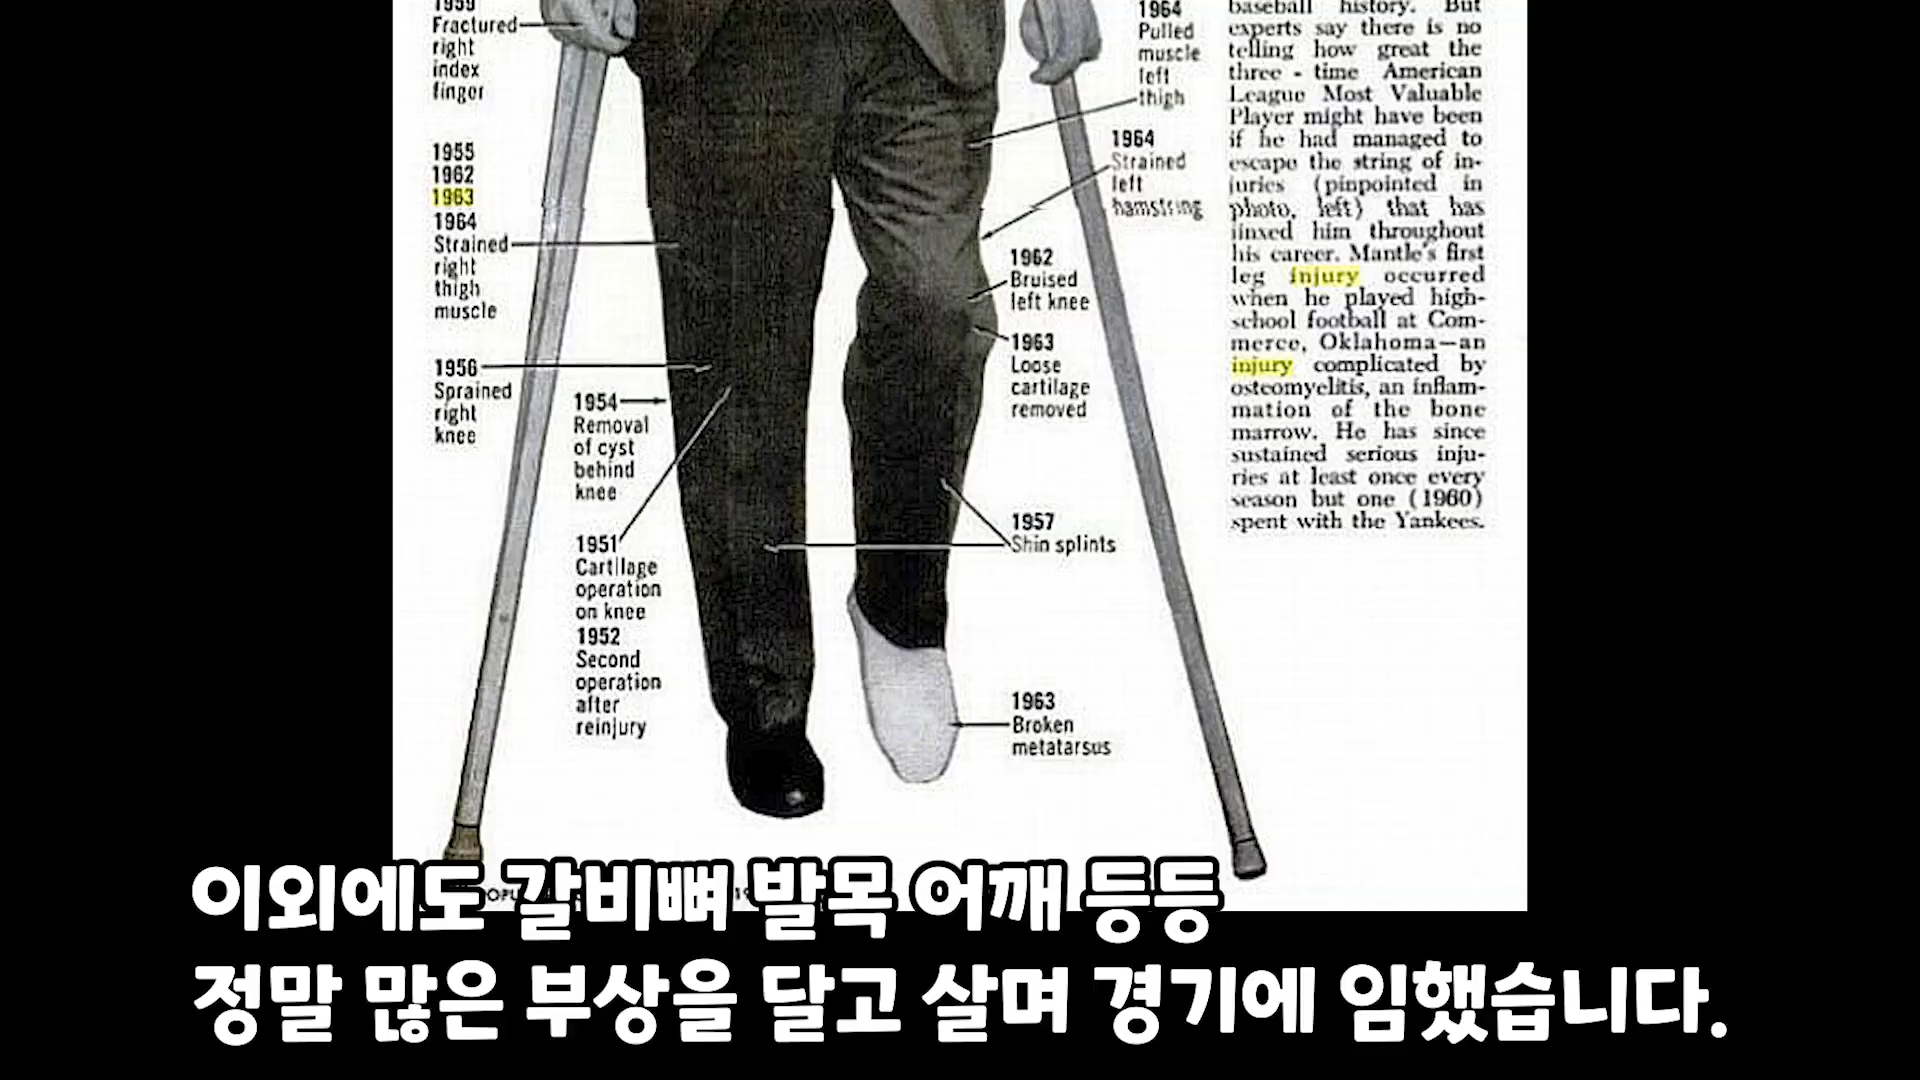 1959
Fractured
right
index
finger
1955
1962
1963
1964
Strained
right
thigh
muscle
1956
Sprained
right
knee
1954
Removal
of cyst
behind
knee
1951
Cartilage
operation
on knee
1952
Second
operation
after
reinjury
1964
Pulled
muscle
left
thigh
1964
Strained
left
hamstring
1962
Bruised
left knee
1963
Loose
cartilage
removed
1957
Shin splints
1963
Broken
metatarsus
baseball history. But
experts say there is no
telling how great the
three - time American
League Most Valuable
Player might have been
if he had managed to
escape the string of in-
juries (pinpointed in
photo, left) that has
jinxed him throughout
his career. Mantle's first
leg injury occurred
when he played high-
school football at Com-
merce, Oklahoma—an
injury complicated by
osteomyelitis, an inflam-
mation of the bone
marrow. He has since
sustained serious inju-
ries at least once every
season but one (1960)
spent with the Yankees.
이외에도 갈비뼈 발목 어깨 등등
정말 많은 부상을 달고 살며 경기에 임했습니다.